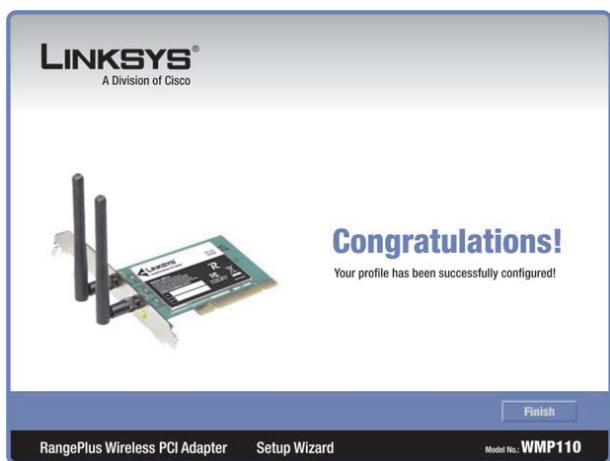 LINKSYS®
A Division of Cisco
LINKSYS
Congratulations!
Your profile has been successfully configured!
Finish
RangePlus Wireless PCI Adapter Setup Wizard Model No.: WMP110